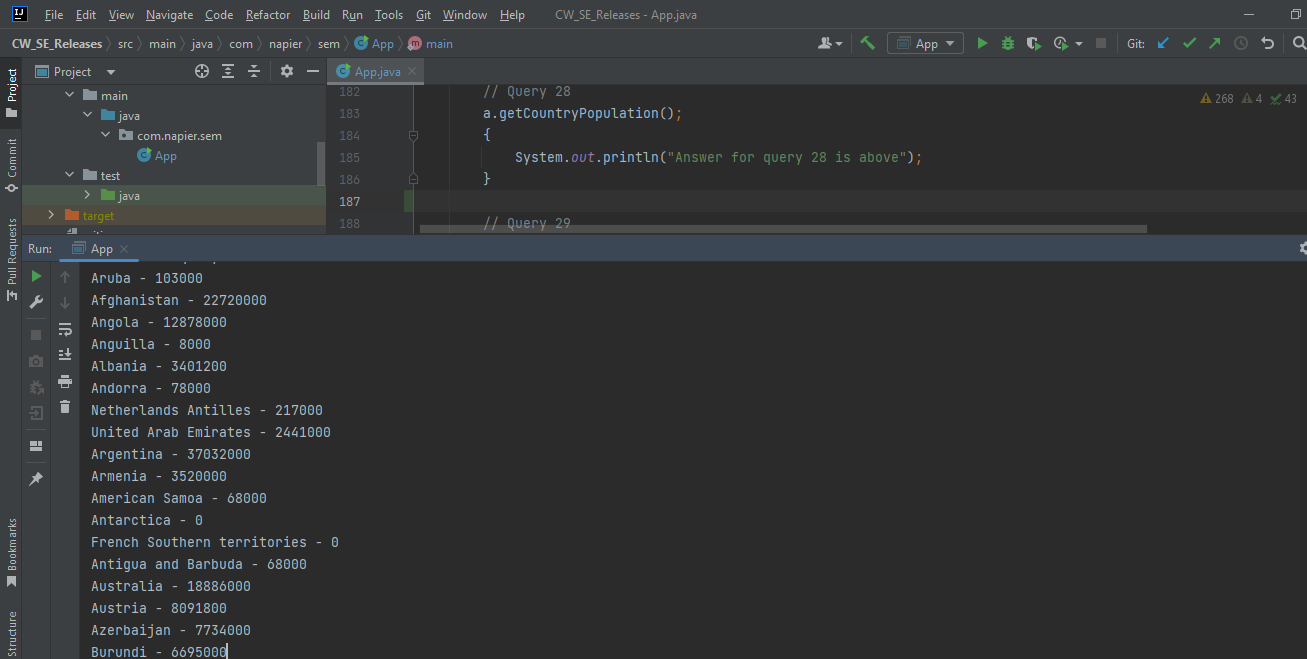 File Edit View Navigate Code Refactor Build Run Tools Git Window Help CW_SE_Releases - App.java
CW_SE_Releases src main java com napier sem App main App Git:
Project App.java
main
java
com.napier.sem
App
test
java
target
182 // Query 28
183 a.getCountryPopulation();
184 {
185 System.out.println("Answer for query 28 is above");
186 }
187
188 // Query 29
268 4 43
Project
Commit
Pull Requests
Bookmarks
Structure
Run: App
Aruba - 103000
Afghanistan - 22720000
Angola - 12878000
Anguilla - 8000
Albania - 3401200
Andorra - 78000
Netherlands Antilles - 217000
United Arab Emirates - 2441000
Argentina - 37032000
Armenia - 3520000
American Samoa - 68000
Antarctica - 0
French Southern territories - 0
Antigua and Barbuda - 68000
Australia - 18886000
Austria - 8091800
Azerbaijan - 7734000
Burundi - 6695000